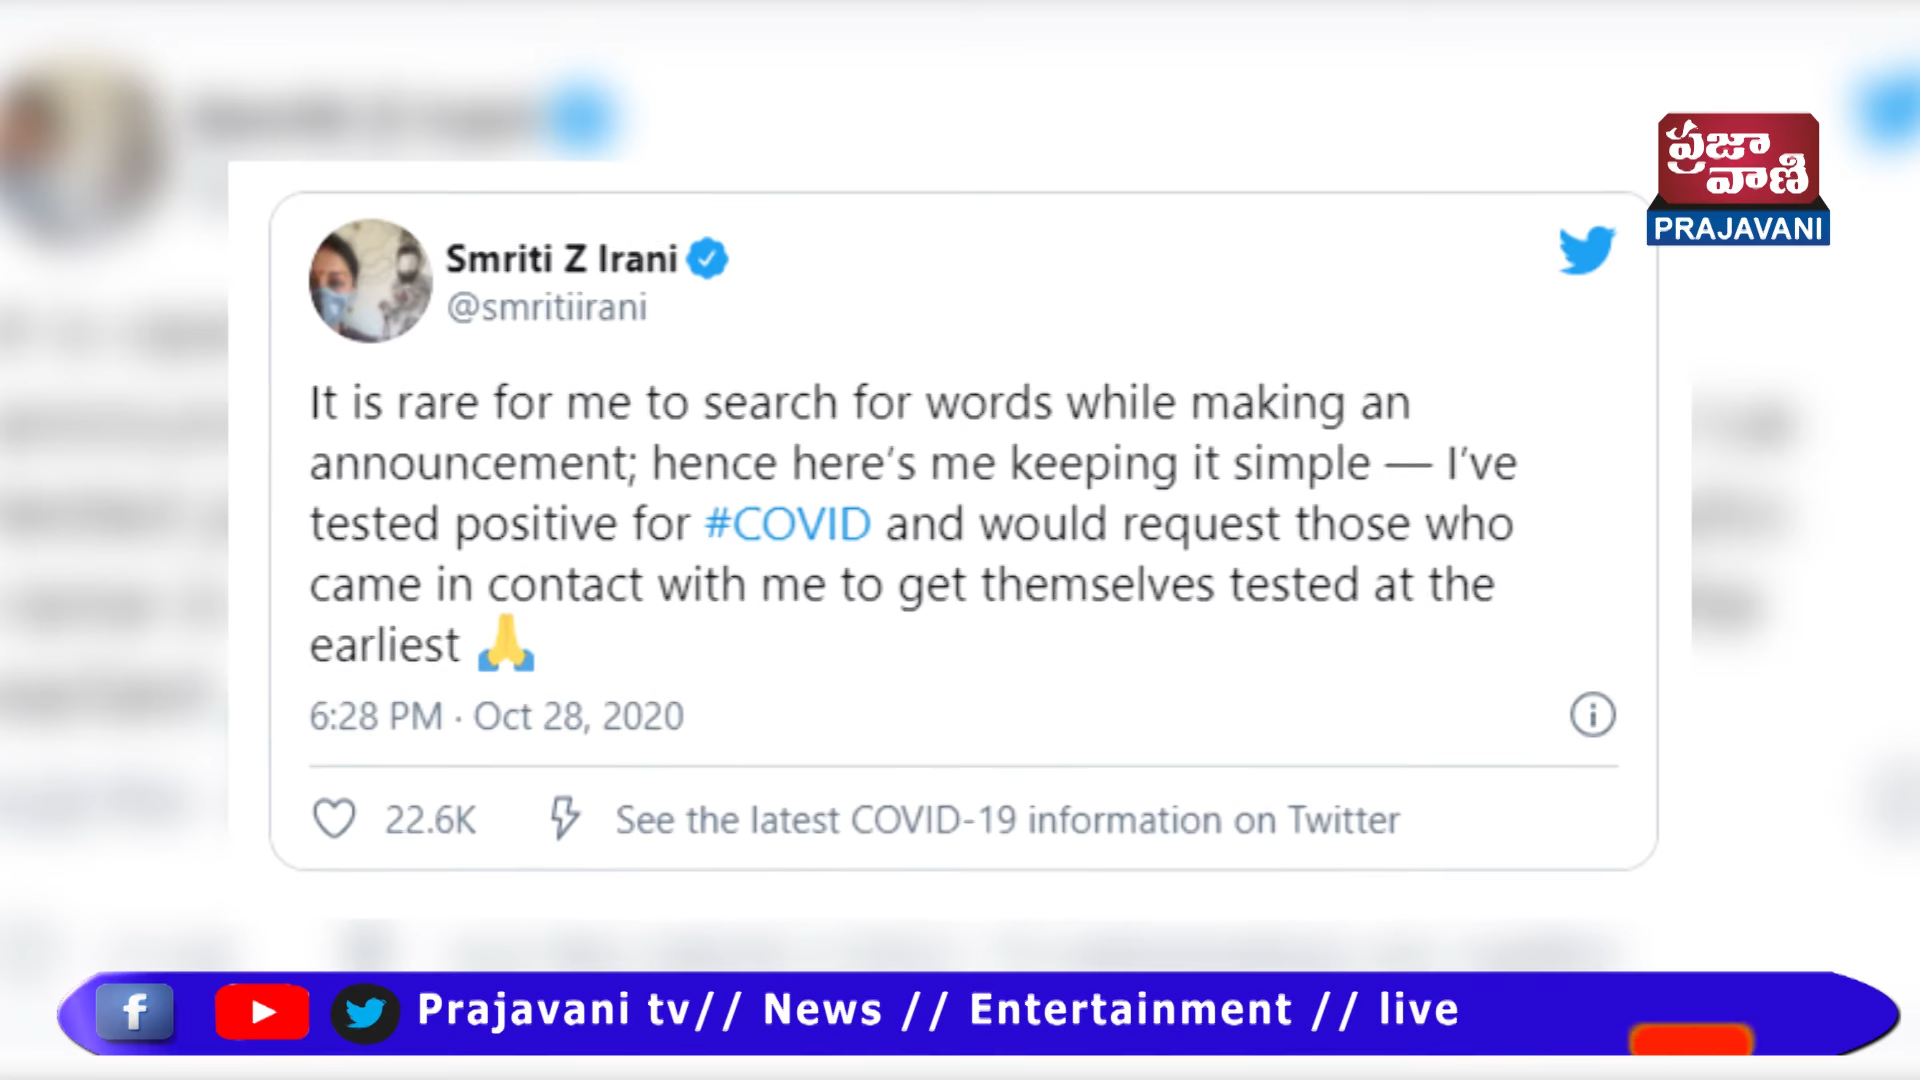 ప్రజా
వాణి
PRAJAVANI
Smriti Z Irani
@smritiirani
It is rare for me to search for words while making an
announcement; hence here’s me keeping it simple — I’ve
tested positive for #COVID and would request those who
came in contact with me to get themselves tested at the
earliest 🙏
6:28 PM · Oct 28, 2020
22.6K See the latest COVID-19 information on Twitter
Prajavani tv// News // Entertainment // live